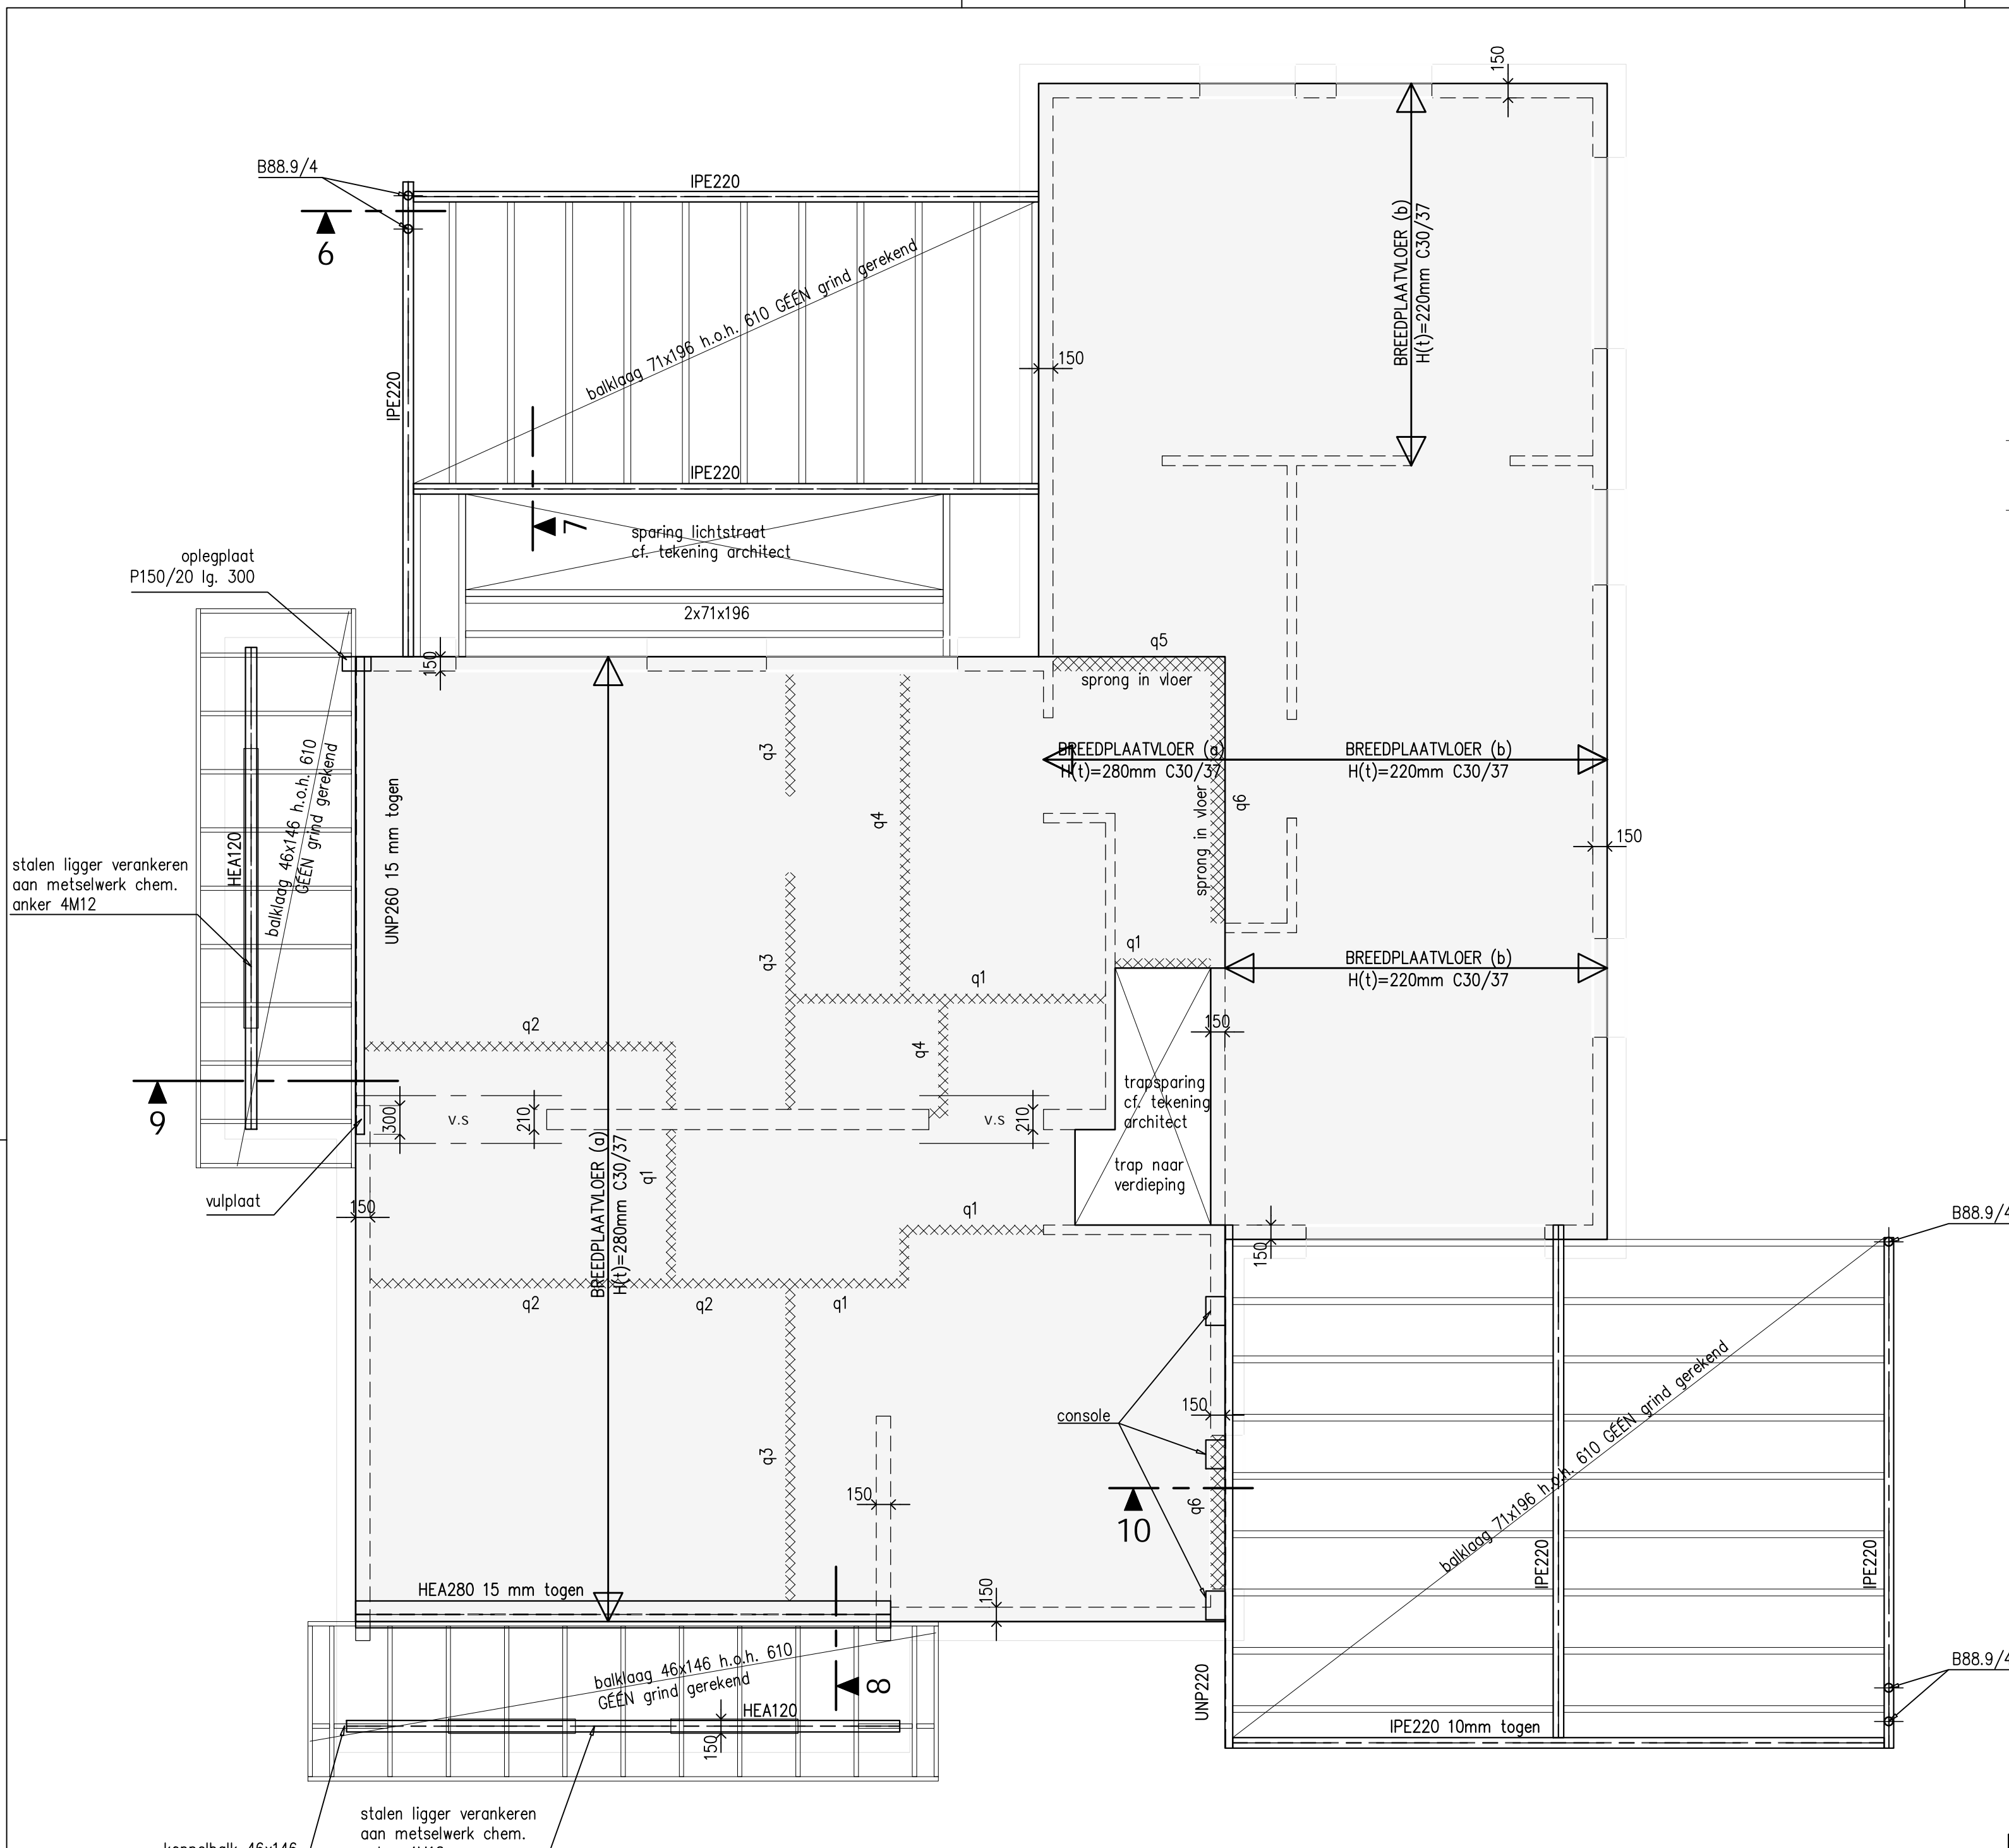 150
B88.9/4
IPE220
6
balklaag 71x196 h.o.h. 610 GÉÉN grind gerekend
BREEDPLAATVLOER (b)
H(t)=220mm C30/37
150
IPE220
IPE220
7
sparing lichtstraat
cf. tekening architect
oplegplaat
P150/20 lg. 300
2x71x196
150
q5
sprong in vloer
q3
BREEDPLAATVLOER (a)
H(t)=280mm C30/37
BREEDPLAATVLOER (b)
H(t)=220mm C30/37
balklaag 46x146 h.o.h. 610
GÉÉN grind gerekend
UNP260 15 mm togen
q4
sprong in vloer
q6
150
HEA120
stalen ligger verankeren
aan metselwerk chem.
anker 4M12
q3
q1
q1
BREEDPLAATVLOER (b)
H(t)=220mm C30/37
q2
q4
150
9
300
v.s
210
v.s
210
trapsparing
cf. tekening
architect
trap naar
verdieping
BREEDPLAATVLOER (a)
H(t)=280mm C30/37
q1
vulplaat
150
q1
B88.9/4
150
q2
q2
q1
console
150
q3
150
q6
10
balklaag 71x196 h.o.h. 610 GÉÉN grind gerekend
IPE220
IPE220
HEA280 15 mm togen
150
balklaag 46x146 h.o.h. 610
GÉÉN grind gerekend
8
HEA120
150
UNP220
B88.9/4
IPE220 10mm togen
stalen ligger verankeren
aan metselwerk chem.